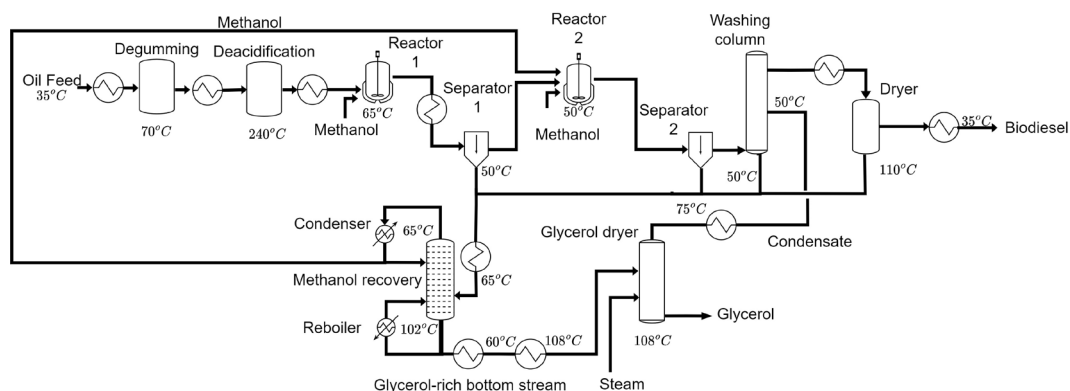 Methanol
Reactor
2
Washing
column
Degumming
Deacidification
Reactor
1
Oil Feed
35°C
Separator
1
65°C
Methanol
70°C
240°C
50°C
Methanol
Separator
2
50°C
Dryer
35°C
Biodiesel
50°C
50°C
110°C
75°C
Condenser
65°C
Glycerol dryer
Condensate
Methanol recovery
65°C
Reboiler
102°C
60°C
108°C
Glycerol
108°C
Glycerol-rich bottom stream
Steam